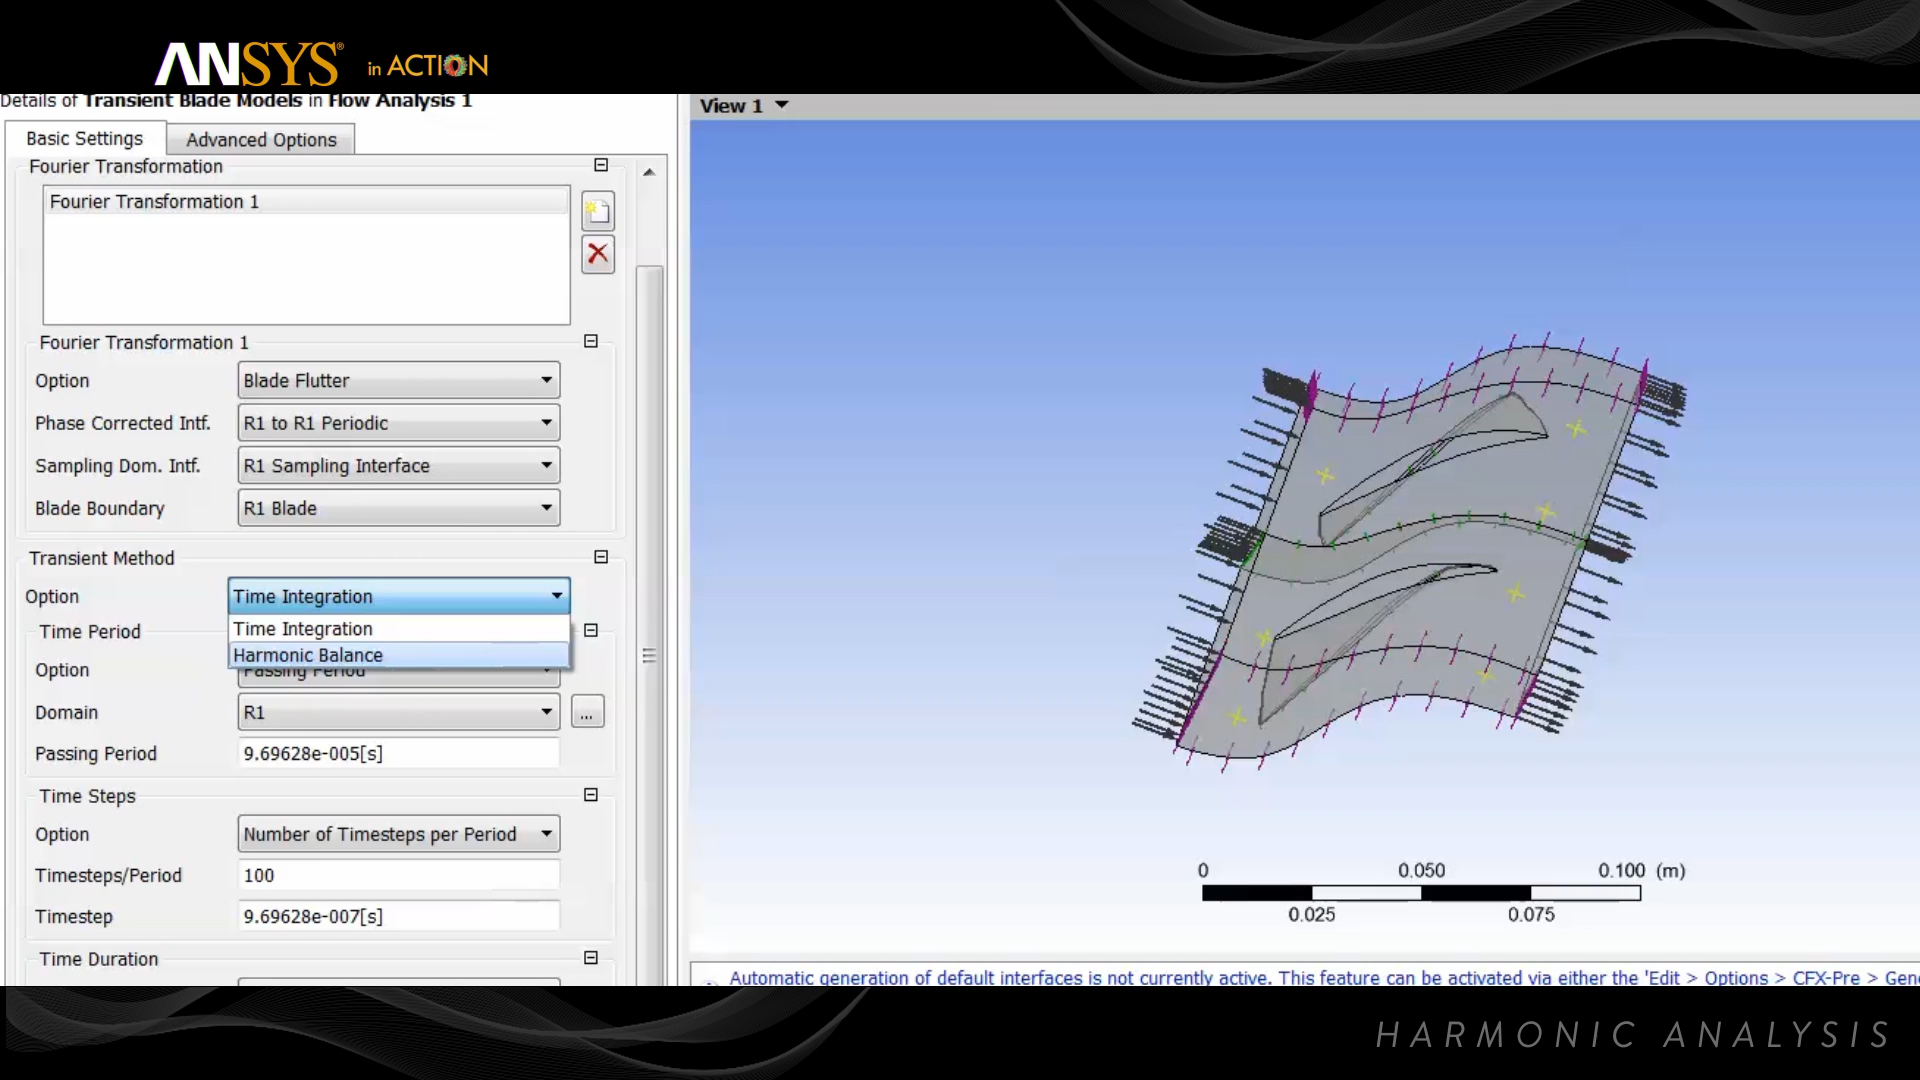 ANSYS® in ACTION
Details of Transient Blade Models in Flow Analysis 1
Basic Settings
Advanced Options
Fourier Transformation
Fourier Transformation 1
Fourier Transformation 1
Option
Blade Flutter
Phase Corrected Intf.
R1 to R1 Periodic
Sampling Dom. Intf.
R1 Sampling Interface
Blade Boundary
R1 Blade
Transient Method
Option
Time Integration
Time Integration
Harmonic Balance
Time Period
Option
Passing Period
Domain
R1
...
Passing Period
9.69628e-005[s]
Time Steps
Option
Number of Timesteps per Period
Timesteps/Period
100
Timestep
9.69628e-007[s]
Time Duration
View 1
0 0.050 0.100 (m)
0.025 0.075
Automatic generation of default interfaces is not currently active. This feature can be activated via either the 'Edit > Options > CFX-Pre > Gene
HARMONIC ANALYSIS